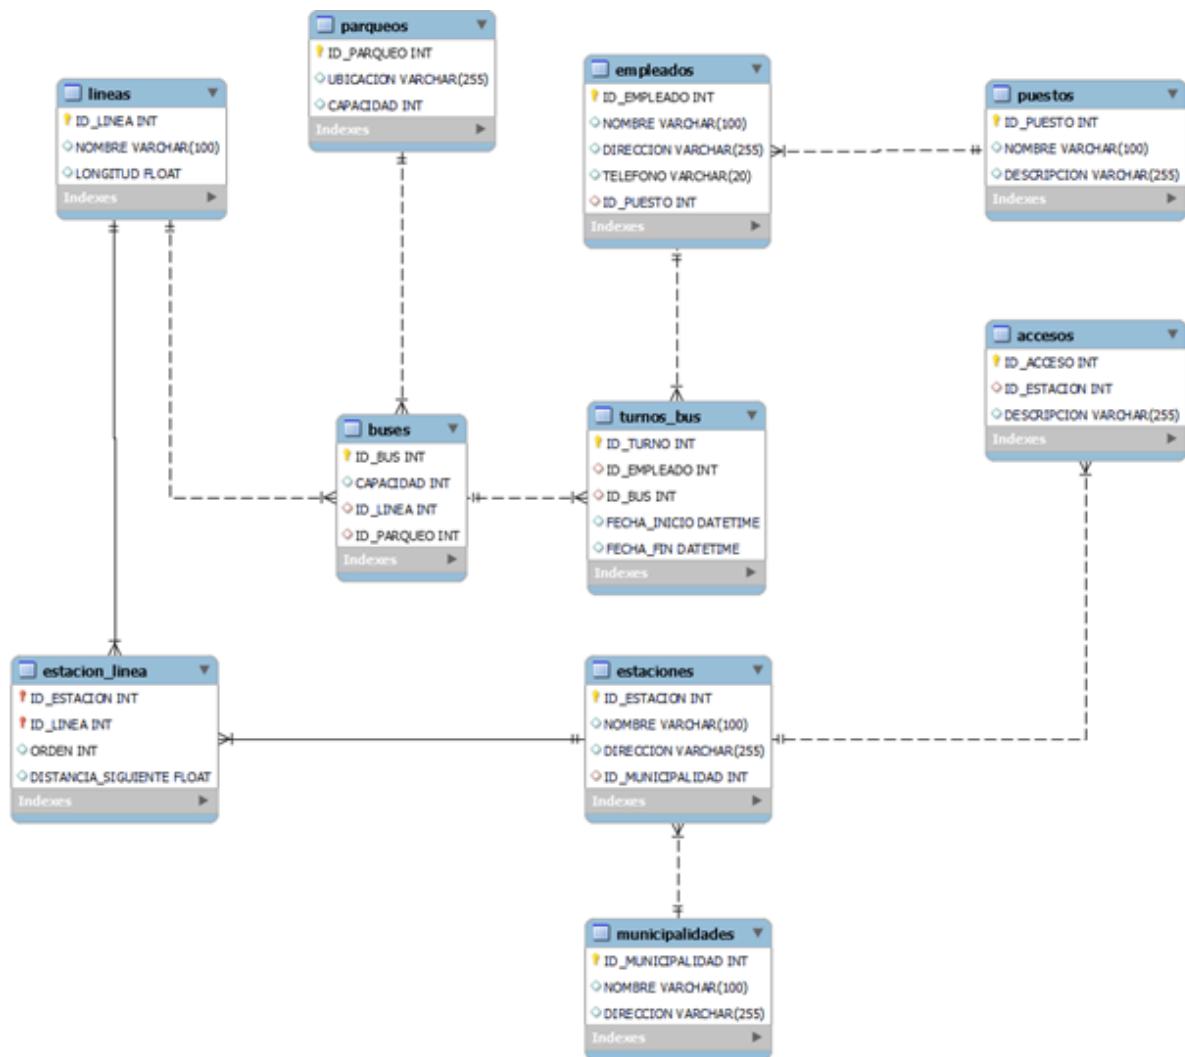 parqueos
ID_PARQUEO INT
UBICACION VARCHAR(255)
CAPACIDAD INT
Indexes
lineas
ID_LINEA INT
NOMBRE VARCHAR(100)
LONGITUD FLOAT
Indexes
empleados
ID_EMPLEADO INT
NOMBRE VARCHAR(100)
DIRECCION VARCHAR(255)
TELEFONO VARCHAR(20)
ID_PUESTO INT
Indexes
puestos
ID_PUESTO INT
NOMBRE VARCHAR(100)
DESCRIPCION VARCHAR(255)
Indexes
accesos
ID_ACCESO INT
ID_ESTACION INT
DESCRIPCION VARCHAR(255)
Indexes
buses
ID_BUS INT
CAPACIDAD INT
ID_LINEA INT
ID_PARQUEO INT
Indexes
turnos_bus
ID_TURNO INT
ID_EMPLEADO INT
ID_BUS INT
FECHA_INICIO DATETIME
FECHA_FIN DATETIME
Indexes
estacion_linea
ID_ESTACION INT
ID_LINEA INT
ORDEN INT
DISTANCIA_SIGUIENTE FLOAT
Indexes
estaciones
ID_ESTACION INT
NOMBRE VARCHAR(100)
DIRECCION VARCHAR(255)
ID_MUNICIPALIDAD INT
Indexes
municipalidades
ID_MUNICIPALIDAD INT
NOMBRE VARCHAR(100)
DIRECCION VARCHAR(255)
Indexes